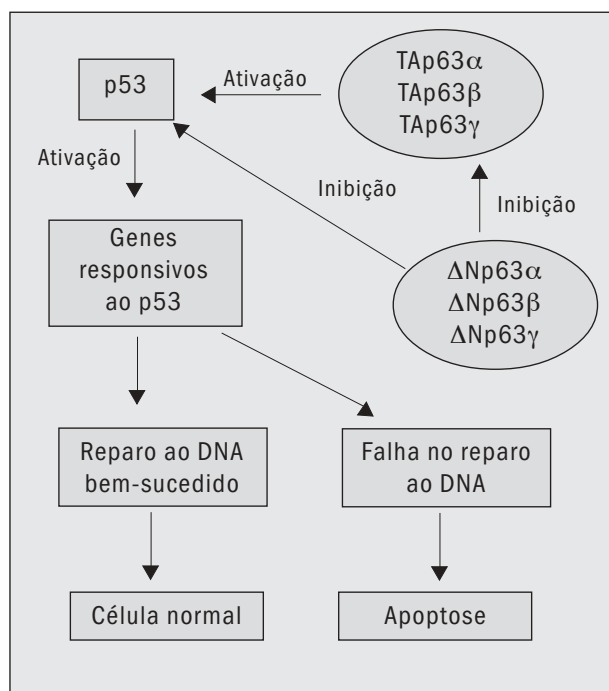 p53
Ativação
TAp63α
TAp63β
TAp63γ
Ativação
Inibição
Inibição
Genes
responsivos
ao p53
ΔNp63α
ΔNp63β
ΔNp63γ
Reparo ao DNA
bem-sucedido
Falha no reparo
ao DNA
Célula normal
Apoptose